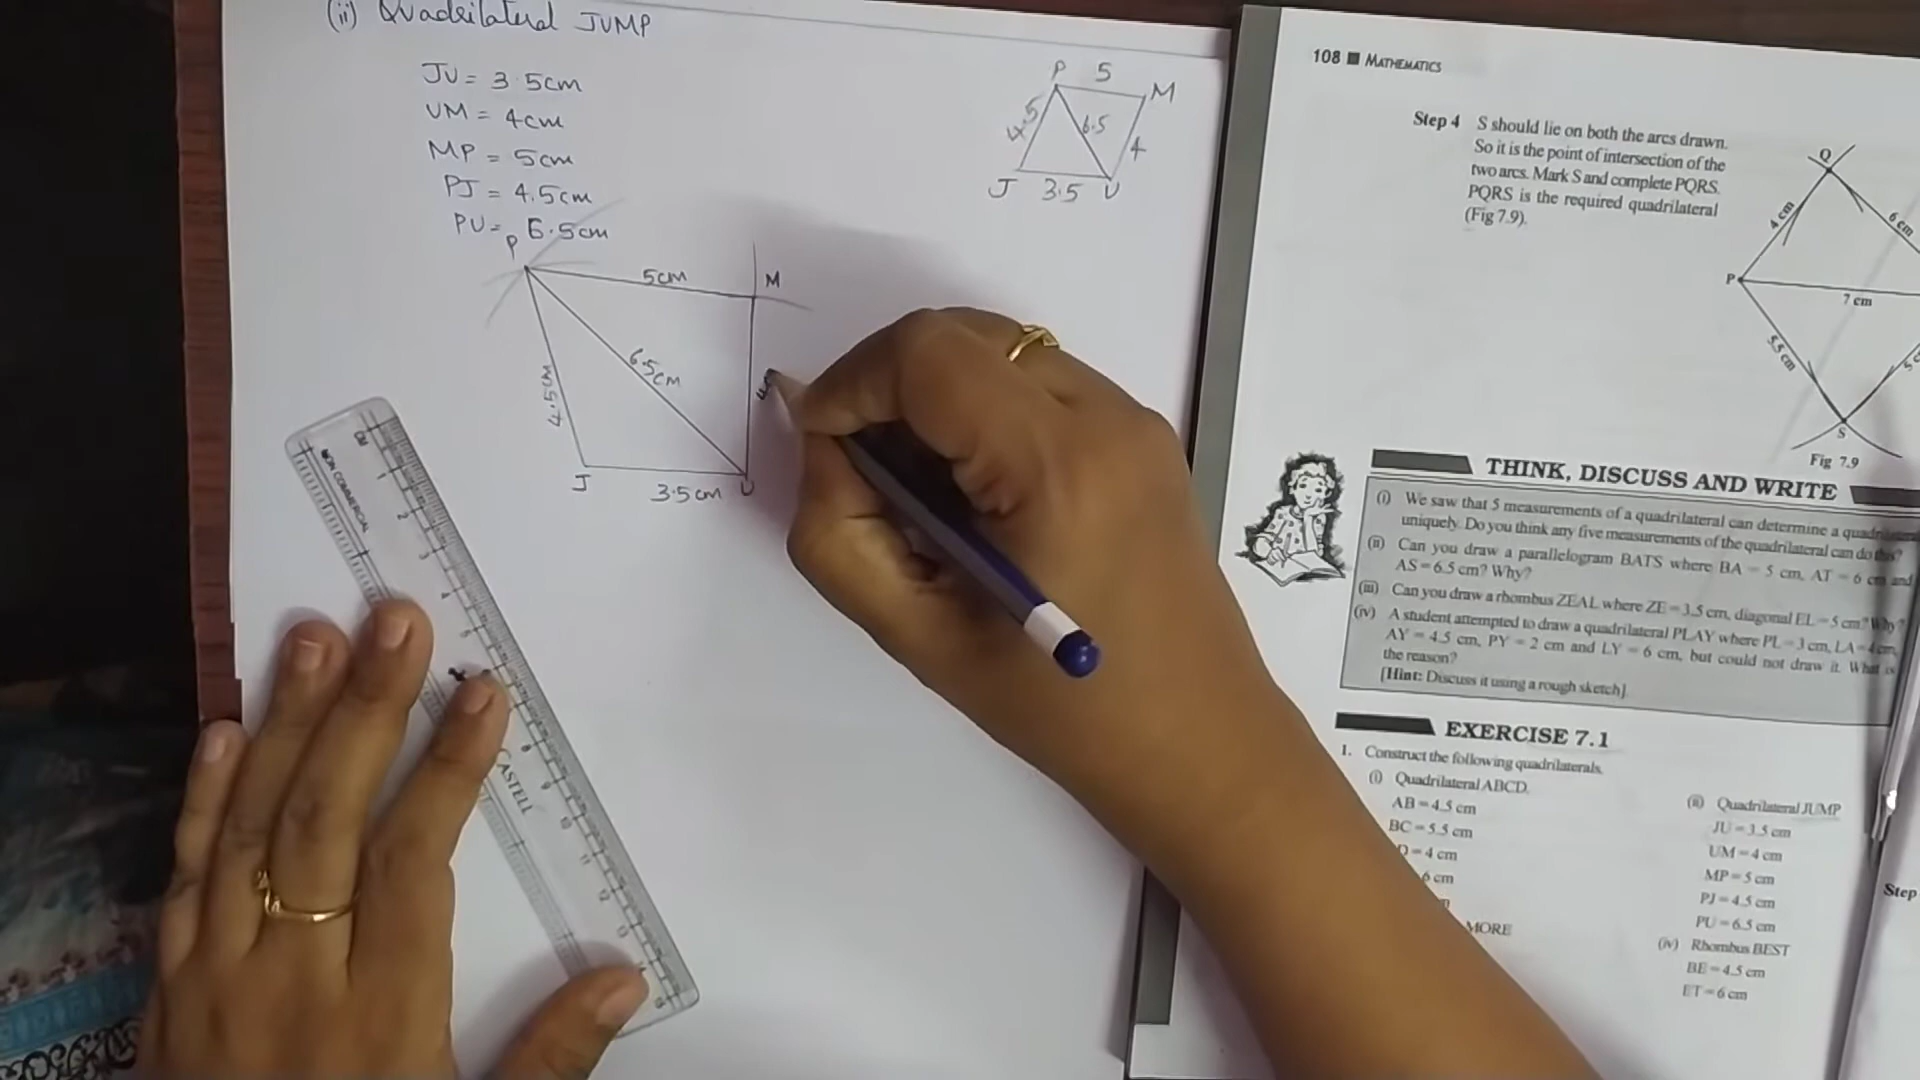 (ii) Quadrilateral JUMP
JU = 3.5cm
UM = 4cm
MP = 5cm
PJ = 4.5cm
PU = 6.5cm
P 5 M
4.5 6.5 4
J 3.5 U
P
5cm M
6.5cm
4.5cm
J 3.5cm U
NON COMMERCIAL
CASTELL
108 ■ MATHEMATICS
Step 4 S should lie on both the arcs drawn.
So it is the point of intersection of the
two arcs. Mark S and complete PQRS.
PQRS is the required quadrilateral
(Fig 7.9).
Q
4 cm 6 cm
P
7 cm
5.5 cm
S
Fig 7.9
THINK, DISCUSS AND WRITE
(i) We saw that 5 measurements of a quadrilateral can determine a quadrilateral
uniquely. Do you think any five measurements of the quadrilateral can do this?
(ii) Can you draw a parallelogram BATS where BA = 5 cm, AT = 6 cm and
AS = 6.5 cm? Why?
(iii) Can you draw a rhombus ZEAL where ZE = 3.5 cm, diagonal EL = 5 cm? Why?
(iv) A student attempted to draw a quadrilateral PLAY where PL = 3 cm, LA = 4 cm,
AY = 4.5 cm, PY = 2 cm and LY = 6 cm, but could not draw it. What is
the reason?
[Hint: Discuss it using a rough sketch].
EXERCISE 7.1
1. Construct the following quadrilaterals.
(i) Quadrilateral ABCD.
AB = 4.5 cm
BC = 5.5 cm
D = 4 cm
6 cm
MORE
(ii) Quadrilateral JUMP
JU = 3.5 cm
UM = 4 cm
MP = 5 cm
PJ = 4.5 cm
PU = 6.5 cm
(iv) Rhombus BEST
BE = 4.5 cm
ET = 6 cm
Step